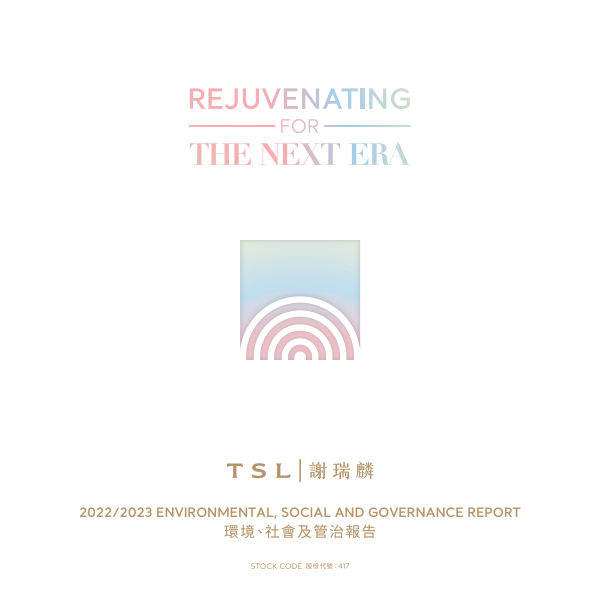 REJUVENATING
FOR
THE NEXT ERA
TSL | 謝瑞麟
2022/2023 ENVIRONMENTAL, SOCIAL AND GOVERNANCE REPORT
環境、社會及管治報告
STOCK CODE 股份代號：417